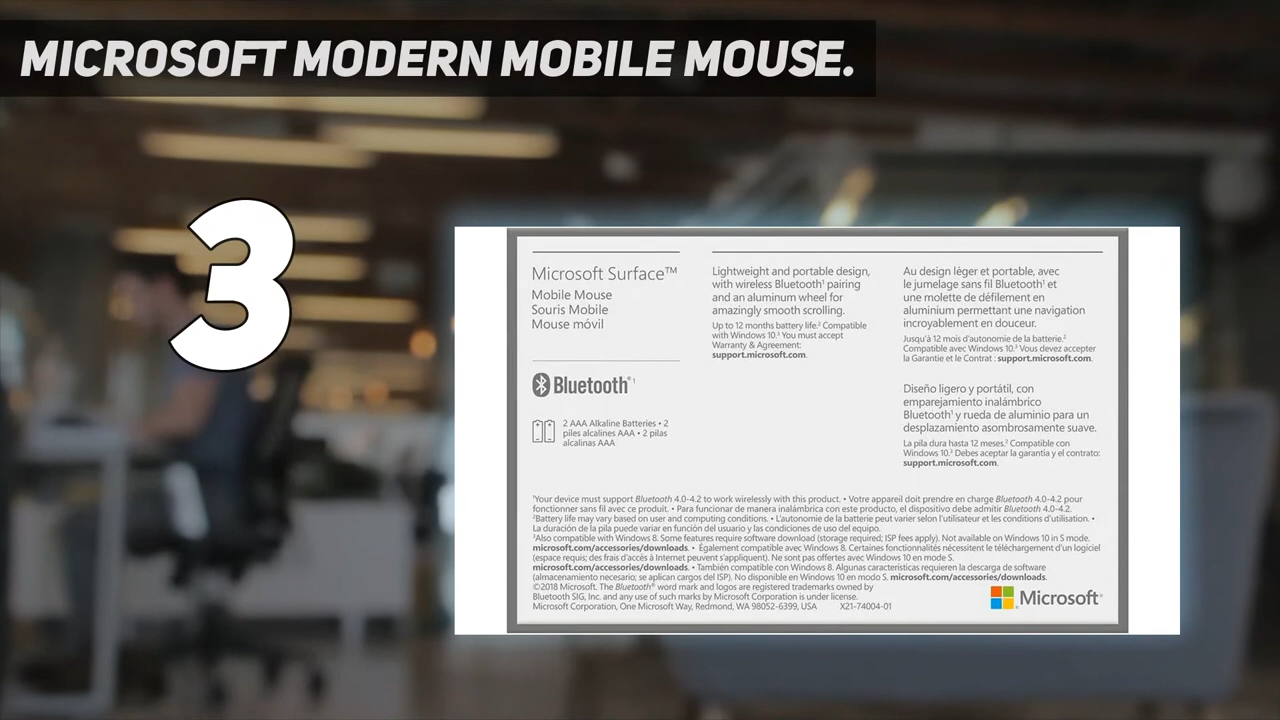 MICROSOFT MODERN MOBILE MOUSE.
3
Microsoft Surface™
Mobile Mouse
Souris Mobile
Mouse móvil
Bluetooth®1
2 AAA Alkaline Batteries • 2
piles alcalines AAA • 2 pilas
alcalinas AAA
Lightweight and portable design,
with wireless Bluetooth¹ pairing
and an aluminum wheel for
amazingly smooth scrolling.
Up to 12 months battery life.² Compatible
with Windows 10.³ You must accept
Warranty & Agreement:
support.microsoft.com.
Au design léger et portable, avec
le jumelage sans fil Bluetooth¹ et
une molette de défilement en
aluminium permettant une navigation
incroyablement en douceur.
Jusqu'à 12 mois d'autonomie de la batterie.²
Compatible avec Windows 10.³ Vous devez accepter
la Garantie et le Contrat : support.microsoft.com.
Diseño ligero y portátil, con
emparejamiento inalámbrico
Bluetooth¹ y rueda de aluminio para un
desplazamiento asombrosamente suave.
La pila dura hasta 12 meses.² Compatible con
Windows 10.³ Debes aceptar la garantía y el contrato:
support.microsoft.com.
¹Your device must support Bluetooth 4.0-4.2 to work wirelessly with this product. • Votre appareil doit prendre en charge Bluetooth 4.0-4.2 pour
fonctionner sans fil avec ce produit. • Para funcionar de manera inalámbrica con este producto, el dispositivo debe admitir Bluetooth 4.0-4.2.
²Battery life may vary based on user and computing conditions. • L'autonomie de la batterie peut varier selon l'utilisateur et les conditions d'utilisation. •
La duración de la pila puede variar en función del usuario y las condiciones de uso del equipo.
³Also compatible with Windows 8. Some features require software download (storage required; ISP fees apply). Not available on Windows 10 in S mode.
microsoft.com/accessories/downloads. • Également compatible avec Windows 8. Certaines fonctionnalités nécessitent le téléchargement d'un logiciel
(espace requis; des frais d'accès à Internet peuvent s'appliquent). Ne sont pas offertes avec Windows 10 en mode S.
microsoft.com/accessories/downloads. • También compatible con Windows 8. Algunas características requieren la descarga de software
(almacenamiento necesario; se aplican cargos del ISP). No disponible en Windows 10 en modo S. microsoft.com/accessories/downloads.
©2018 Microsoft. The Bluetooth® word mark and logos are registered trademarks owned by
Bluetooth SIG, Inc. and any use of such marks by Microsoft Corporation is under license.
Microsoft Corporation, One Microsoft Way, Redmond, WA 98052-6399, USA X21-74004-01
Microsoft®